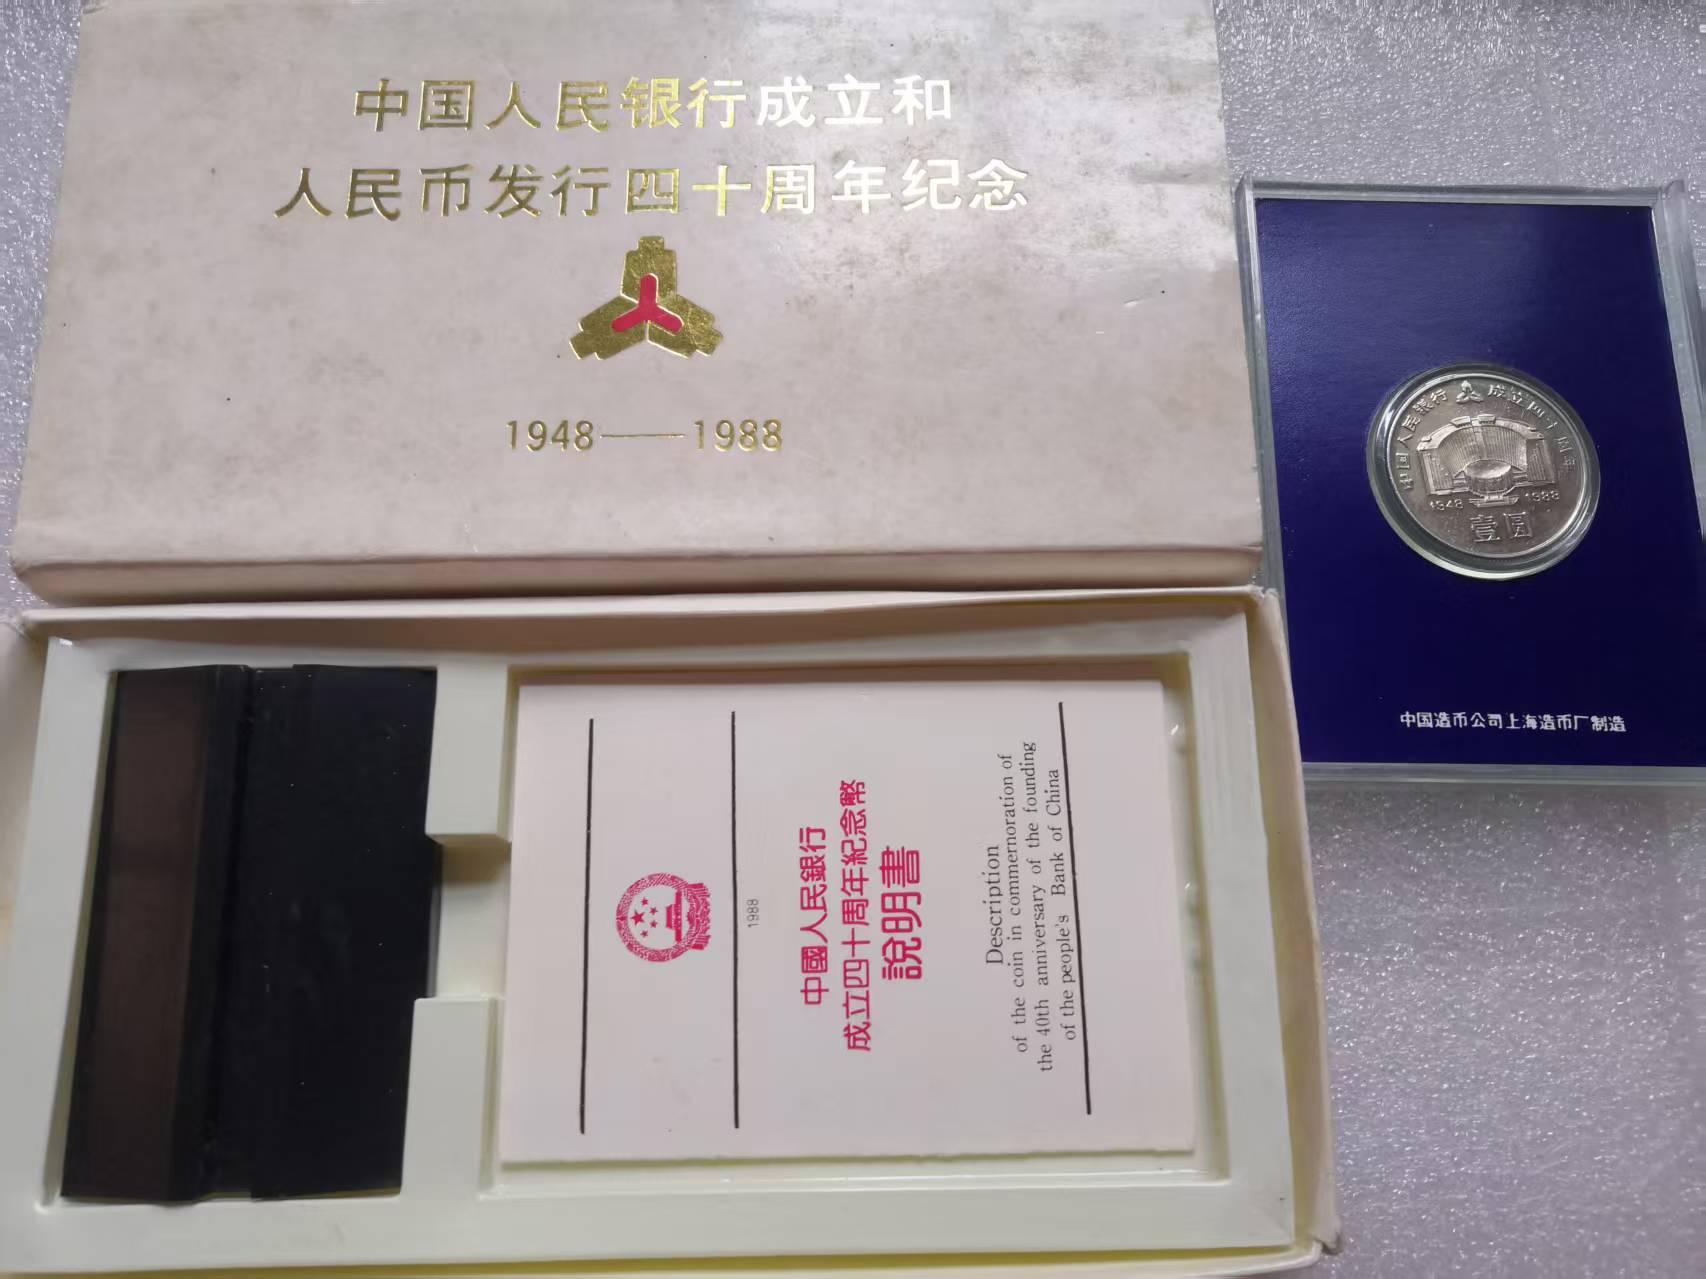 中国人民银行成立和
人民币发行四十周年纪念
1948——1988
中国人民银行 成立四十周年
1948 1988
壹圆
中国造币公司上海造币厂制造
1988
中國人民銀行
成立四十周年紀念幣
說明書
Description
of the coin in commemoration of
the 40th anniversary of the founding
of the people's Bank of China